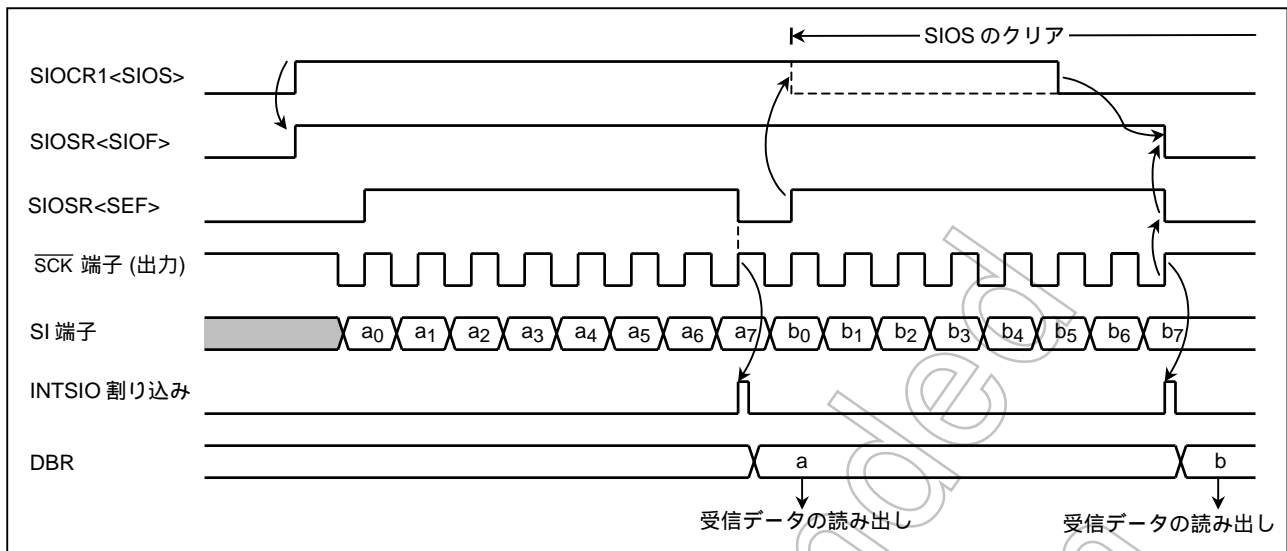 SIOS のクリア
SIOCR1<SIOS>
SIOSR<SIOF>
SIOSR<SEF>
SCK 端子 (出力)
SI 端子
a0 a1 a2 a3 a4 a5 a6 a7 b0 b1 b2 b3 b4 b5 b6 b7
INTSIO 割り込み
DBR
a
b
受信データの読み出し
受信データの読み出し